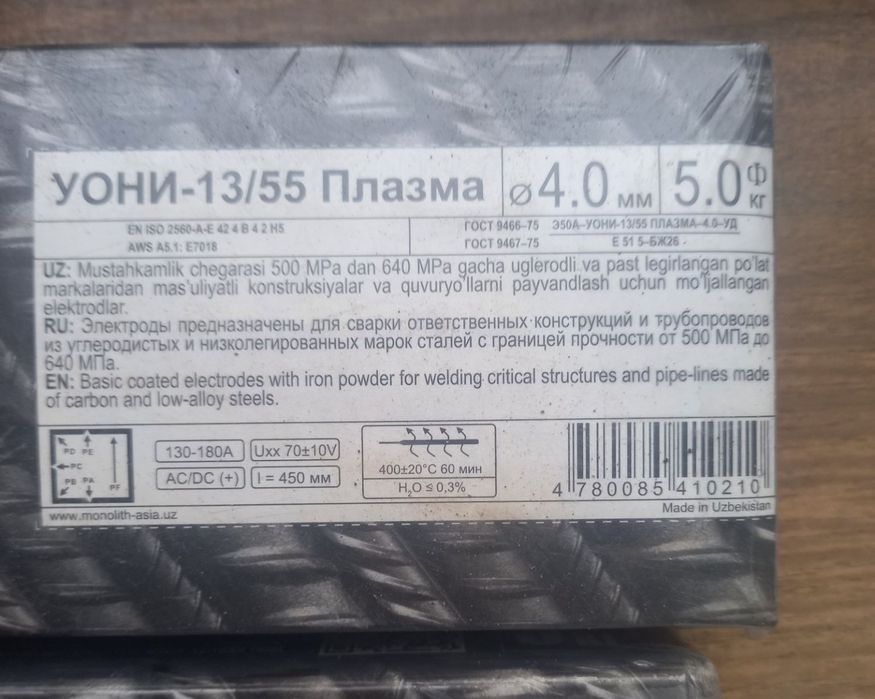 УОНИ-13/55 Плазма ⌀4.0 мм 5.0 Ф кг
EN ISO 2560-A-E 42 4 B 4 2 H5
AWS A5.1: E7018
ГОСТ 9466-75 Э50А-УОНИ-13/55 ПЛАЗМА-4.0-УД
ГОСТ 9467-75 Е 51 5-БЖ26
UZ: Mustahkamlik chegarasi 500 MPa dan 640 MPa gacha uglerodli va past legirlangan po'lat
markalaridan mas'uliyatli konstruksiyalar va quvuryo'llarni payvandlash uchun mo'ljallangan
elektrodlar.
RU: Электроды предназначены для сварки ответственных конструкций и трубопроводов
из углеродистых и низколегированных марок сталей с границей прочности от 500 МПа до
640 МПа.
EN: Basic coated electrodes with iron powder for welding critical structures and pipe-lines made
of carbon and low-alloy steels.
PD PE
PC
PB PA PF
130-180A Uxx 70±10V
AC/DC (+) l = 450 мм
400±20°C 60 мин
H₂O ≤ 0,3%
4 780085 410210
www.monolith-asia.uz
Made in Uzbekistan